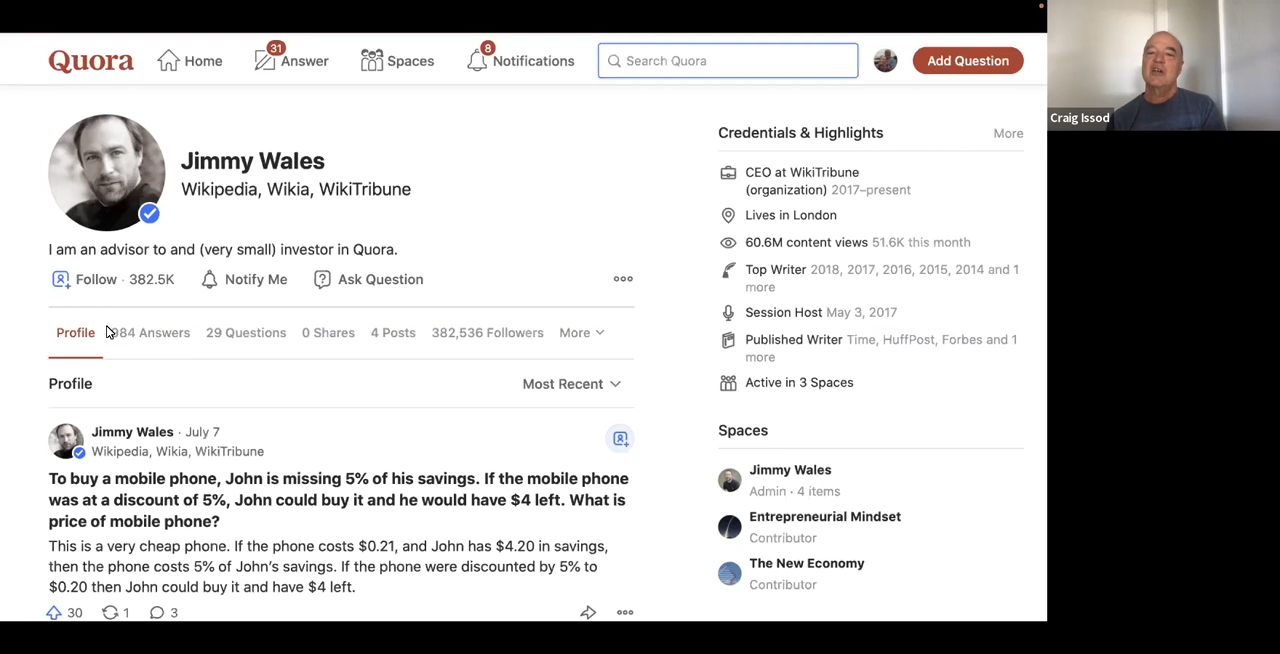 Quora
Home
31
Answer
Spaces
8
Notifications
Search Quora
Add Question
Craig Issod
Jimmy Wales
Wikipedia, Wikia, WikiTribune
I am an advisor to and (very small) investor in Quora.
Follow · 382.5K
Notify Me
Ask Question
Profile
984 Answers
29 Questions
0 Shares
4 Posts
382,536 Followers
More
Profile
Most Recent
Jimmy Wales · July 7
Wikipedia, Wikia, WikiTribune
To buy a mobile phone, John is missing 5% of his savings. If the mobile phone
was at a discount of 5%, John could buy it and he would have $4 left. What is
price of mobile phone?
This is a very cheap phone. If the phone costs $0.21, and John has $4.20 in savings,
then the phone costs 5% of John’s savings. If the phone were discounted by 5% to
$0.20 then John could buy it and have $4 left.
30
1
3
Credentials & Highlights
More
CEO at WikiTribune
(organization) 2017–present
Lives in London
60.6M content views 51.6K this month
Top Writer 2018, 2017, 2016, 2015, 2014 and 1
more
Session Host May 3, 2017
Published Writer Time, HuffPost, Forbes and 1
more
Active in 3 Spaces
Spaces
Jimmy Wales
Admin · 4 items
Entrepreneurial Mindset
Contributor
The New Economy
Contributor